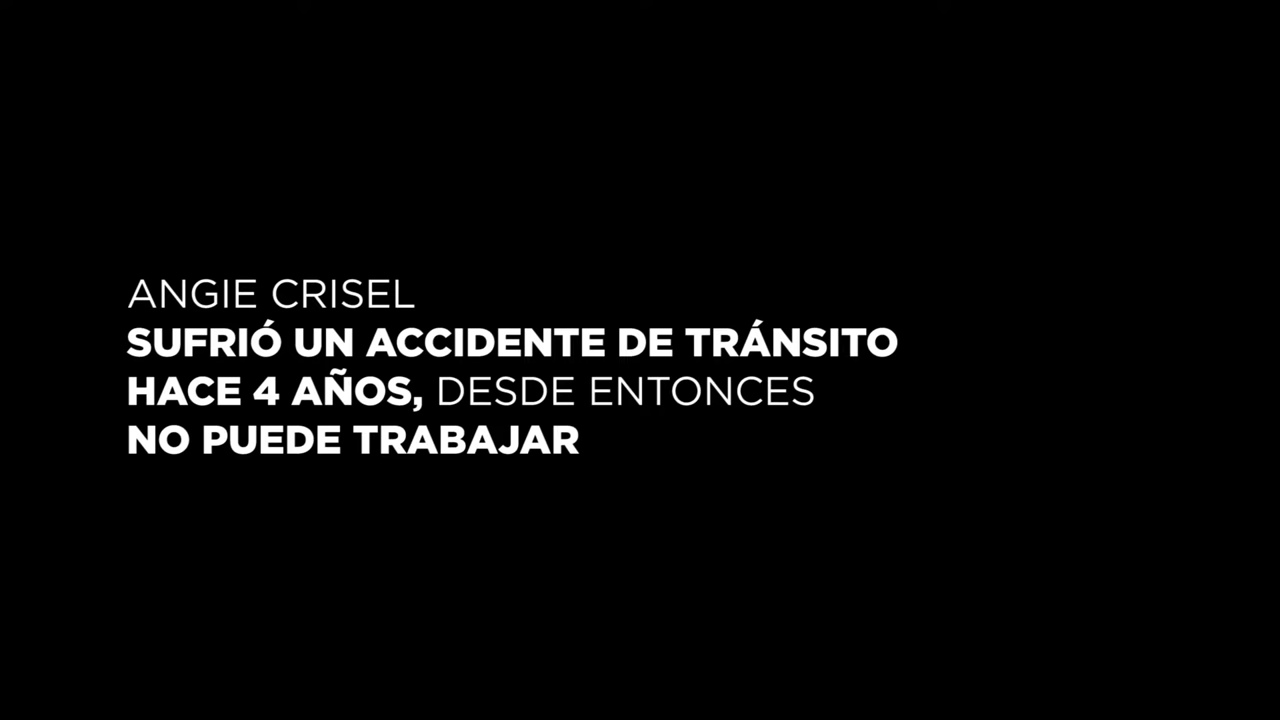 ANGIE CRISEL
SUFRIÓ UN ACCIDENTE DE TRÁNSITO
HACE 4 AÑOS, DESDE ENTONCES
NO PUEDE TRABAJAR